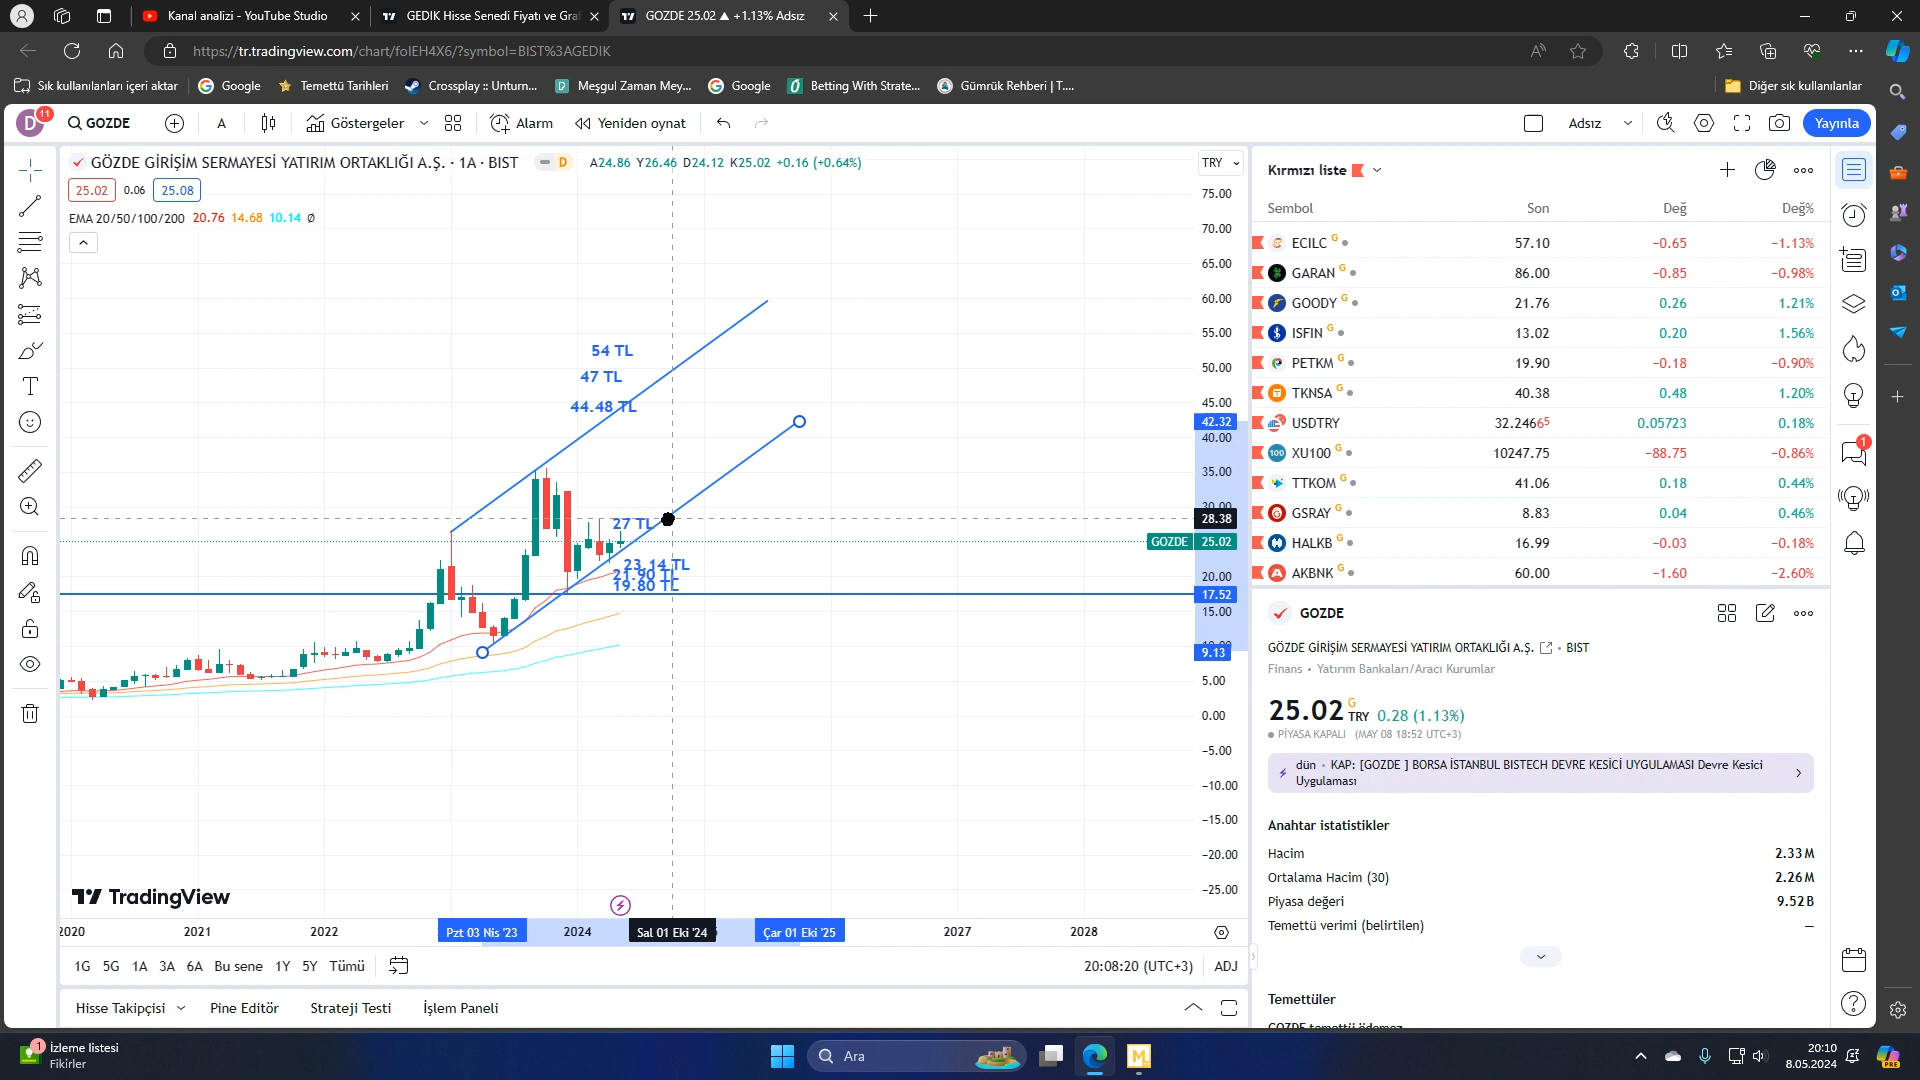 Kanal analizi - YouTube Studio
GEDIK Hisse Senedi Fiyatı ve Gra
GOZDE 25.02 ▲ +1.13% Adsız
https://tr.tradingview.com/chart/folEH4X6/?symbol=BIST%3AGEDIK
Sık kullanılanları içeri aktar
Google
Temettü Tarihleri
Crossplay :: Unturn...
Meşgul Zaman Mey...
Google
Betting With Strate...
Gümrük Rehberi | T....
Diğer sık kullanılanlar
D 11
GOZDE
A
Göstergeler
Alarm
Yeniden oynat
Adsız
Yayınla
GÖZDE GİRİŞİM SERMAYESİ YATIRIM ORTAKLIĞI A.Ş. · 1A · BIST
D
A24.86 Y26.46 D24.12 K25.02 +0.16 (+0.64%)
TRY
25.02 0.06 25.08
EMA 20/50/100/200 20.76 14.68 10.14 Ø
54 TL
47 TL
44.48 TL
27 TL
23.14 TL
21.90 TL
19.80 TL
75.00
70.00
65.00
60.00
55.00
50.00
45.00
42.32
40.00
35.00
30.00
28.38
GOZDE 25.02
20.00
17.52
15.00
10.00
9.13
5.00
0.00
−5.00
−10.00
−15.00
−20.00
−25.00
TradingView
2020
2021
2022
Pzt 03 Nis '23
2024
Sal 01 Eki '24
Çar 01 Eki '25
2027
2028
1G 5G 1A 3A 6A Bu sene 1Y 5Y Tümü
20:08:20 (UTC+3)
ADJ
Hisse Takipçisi
Pine Editör
Strateji Testi
İşlem Paneli
Kırmızı liste
Sembol Son Değ Değ%
ECILC G 57.10 −0.65 −1.13%
GARAN G 86.00 −0.85 −0.98%
GOODY G 21.76 0.26 1.21%
ISFIN G 13.02 0.20 1.56%
PETKM G 19.90 −0.18 −0.90%
TKNSA G 40.38 0.48 1.20%
USDTRY 32.24665 0.05723 0.18%
100 XU100 G 10247.75 −88.75 −0.86%
TTKOM G 41.06 0.18 0.44%
GSRAY G 8.83 0.04 0.46%
HALKB G 16.99 −0.03 −0.18%
AKBNK G 60.00 −1.60 −2.60%
GOZDE
GÖZDE GİRİŞİM SERMAYESİ YATIRIM ORTAKLIĞI A.Ş. • BIST
Finans • Yatırım Bankaları/Aracı Kurumlar
25.02 G TRY 0.28 (1.13%)
PİYASA KAPALI (MAY 08 18:52 UTC+3)
dün • KAP: [GOZDE ] BORSA İSTANBUL BISTECH DEVRE KESİCİ UYGULAMASI Devre Kesici
Uygulaması
Anahtar istatistikler
Hacim 2.33M
Ortalama Hacim (30) 2.26M
Piyasa değeri 9.52B
Temettü verimi (belirtilen) —
Temettüler
GOZDE temettü ödemez
1
1
İzleme listesi
Fikirler
Ara
M
20:10
8.05.2024
PRE